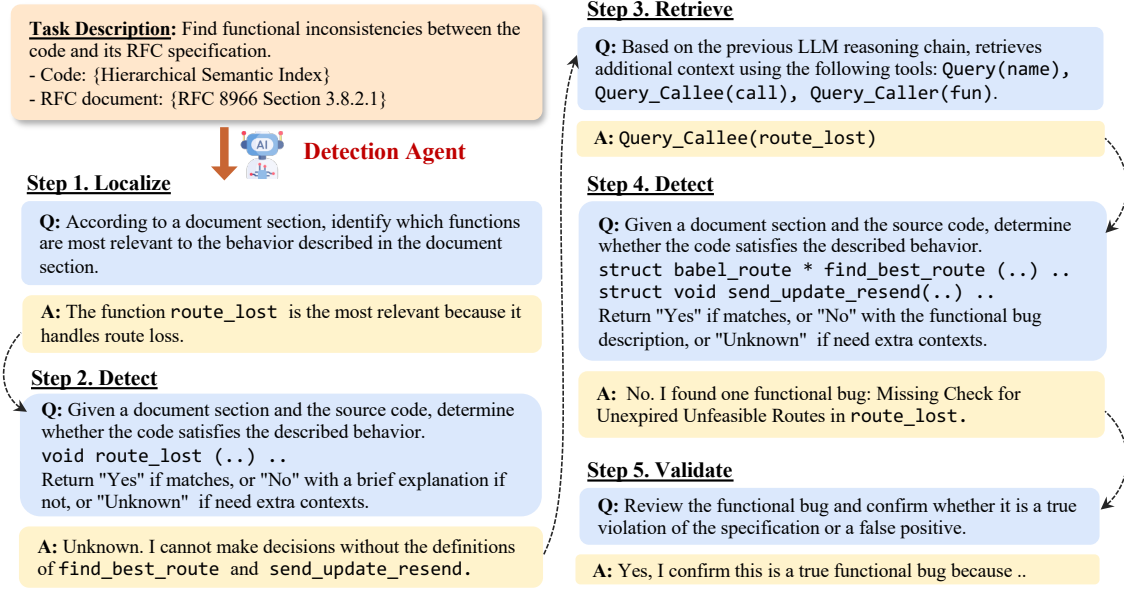 Task Description: Find functional inconsistencies between the
code and its RFC specification.
- Code: {Hierarchical Semantic Index}
- RFC document: {RFC 8966 Section 3.8.2.1}
AI
Detection Agent
Step 1. Localize
Q: According to a document section, identify which functions
are most relevant to the behavior described in the document
section.
A: The function route_lost is the most relevant because it
handles route loss.
Step 2. Detect
Q: Given a document section and the source code, determine
whether the code satisfies the described behavior.
void route_lost (..) ..
Return "Yes" if matches, or "No" with a brief explanation if
not, or "Unknown" if need extra contexts.
A: Unknown. I cannot make decisions without the definitions
of find_best_route and send_update_resend.
Step 3. Retrieve
Q: Based on the previous LLM reasoning chain, retrieves
additional context using the following tools: Query(name),
Query_Callee(call), Query_Caller(fun).
A: Query_Callee(route_lost)
Step 4. Detect
Q: Given a document section and the source code, determine
whether the code satisfies the described behavior.
struct babel_route * find_best_route (..) ..
struct void send_update_resend(..) ..
Return "Yes" if matches, or "No" with the functional bug
description, or "Unknown" if need extra contexts.
A: No. I found one functional bug: Missing Check for
Unexpired Unfeasible Routes in route_lost.
Step 5. Validate
Q: Review the functional bug and confirm whether it is a true
violation of the specification or a false positive.
A: Yes, I confirm this is a true functional bug because ..